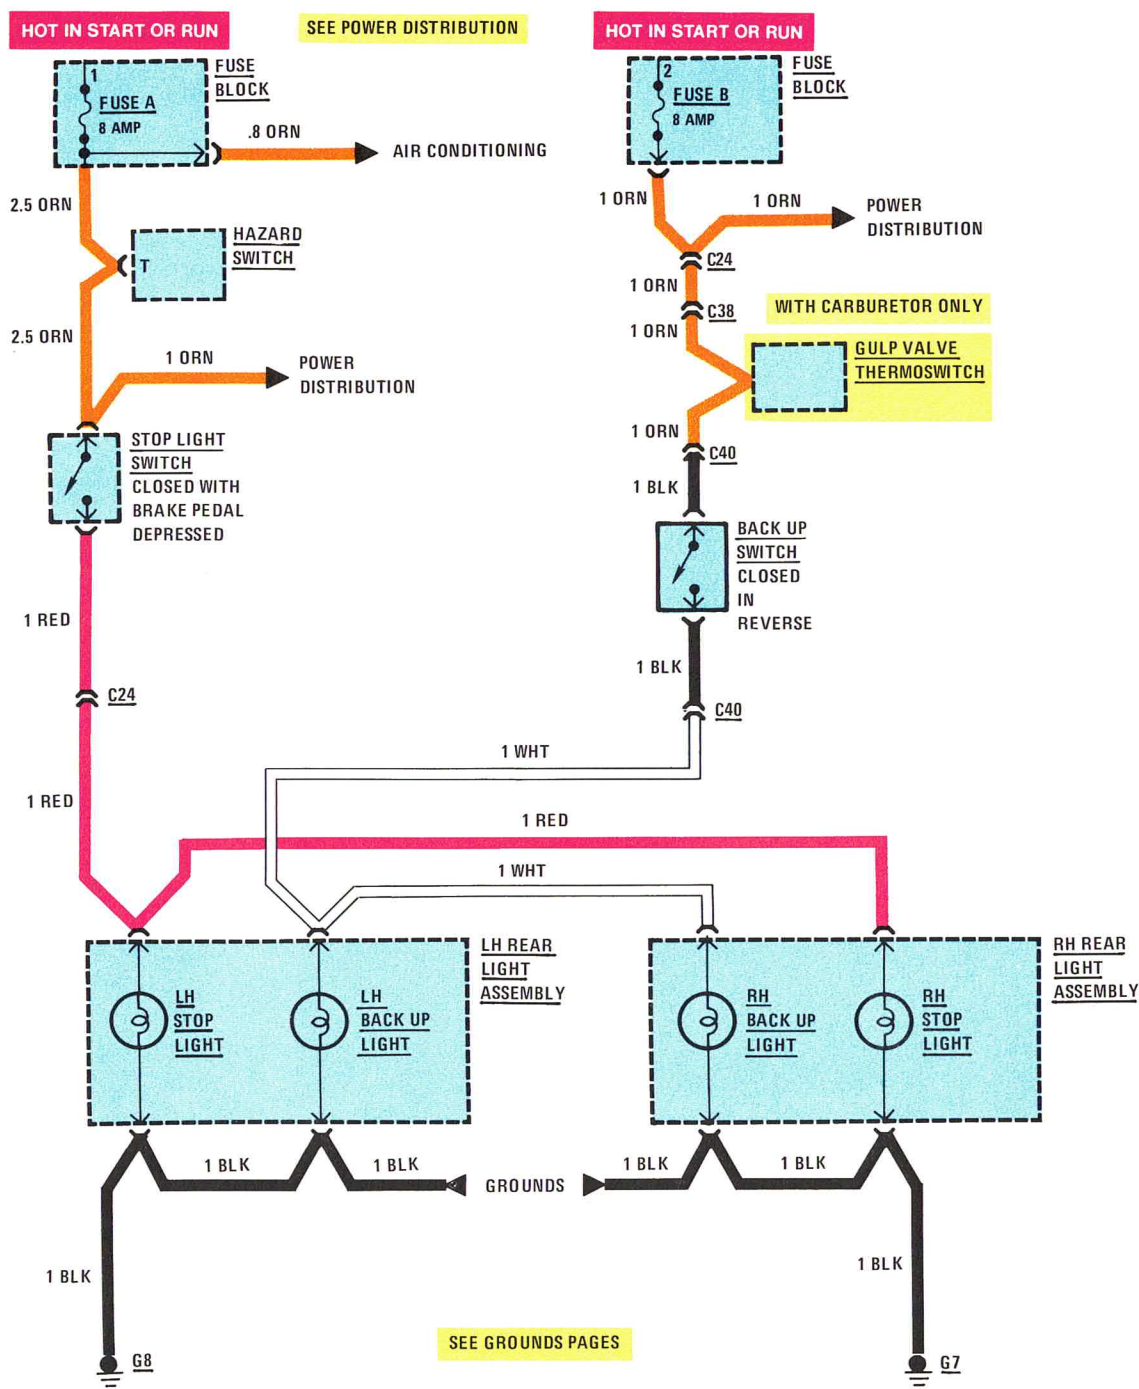 HOT IN START OR RUN
SEE POWER DISTRIBUTION
HOT IN START OR RUN
1
FUSE A
8 AMP
FUSE
BLOCK
.8 ORN
AIR CONDITIONING
2
FUSE B
8 AMP
FUSE
BLOCK
2.5 ORN
HAZARD
SWITCH
T
1 ORN
1 ORN
POWER
DISTRIBUTION
C24
1 ORN
C38
1 ORN
WITH CARBURETOR ONLY
GULP VALVE
THERMOSWITCH
2.5 ORN
1 ORN
POWER
DISTRIBUTION
1 ORN
C40
1 BLK
STOP LIGHT
SWITCH
CLOSED WITH
BRAKE PEDAL
DEPRESSED
BACK UP
SWITCH
CLOSED
IN
REVERSE
1 RED
1 BLK
C24
C40
1 WHT
1 RED
1 RED
1 WHT
LH REAR
LIGHT
ASSEMBLY
RH REAR
LIGHT
ASSEMBLY
LH
STOP
LIGHT
LH
BACK UP
LIGHT
RH
BACK UP
LIGHT
RH
STOP
LIGHT
1 BLK
1 BLK
GROUNDS
1 BLK
1 BLK
1 BLK
1 BLK
SEE GROUNDS PAGES
G8
G7